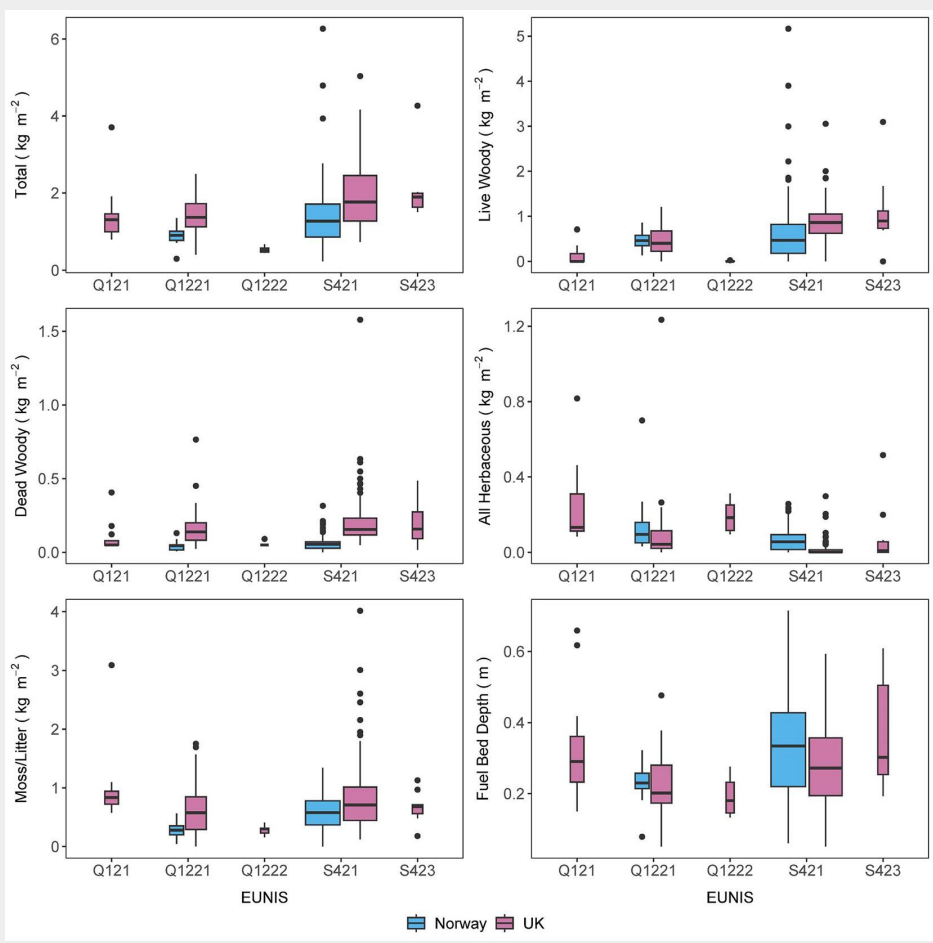 Total ( kg m−2 )
6
4
2
0
Q121 Q1221 Q1222 S421 S423
Live Woody ( kg m−2 )
5
4
3
2
1
0
Q121 Q1221 Q1222 S421 S423
Dead Woody ( kg m−2 )
1.5
1.0
0.5
0.0
Q121 Q1221 Q1222 S421 S423
All Herbaceous ( kg m−2 )
1.2
0.8
0.4
0.0
Q121 Q1221 Q1222 S421 S423
Moss/Litter ( kg m−2 )
4
3
2
1
0
Q121 Q1221 Q1222 S421 S423
EUNIS
Fuel Bed Depth ( m )
0.6
0.4
0.2
Q121 Q1221 Q1222 S421 S423
EUNIS
Norway UK